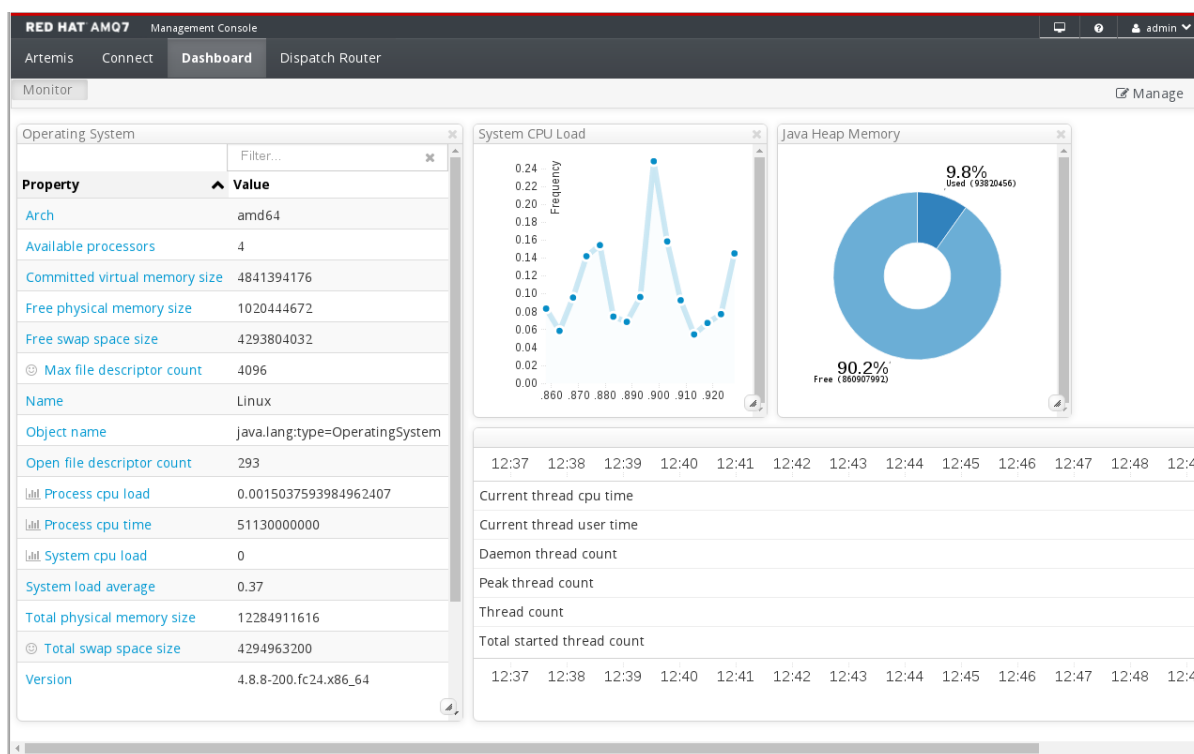 RED HAT AMQ7 Management Console admin
Artemis Connect Dashboard Dispatch Router
Monitor Manage
Operating System
Filter...
Property Value
Arch amd64
Available processors 4
Committed virtual memory size 4841394176
Free physical memory size 1020444672
Free swap space size 4293804032
Max file descriptor count 4096
Name Linux
Object name java.lang:type=OperatingSystem
Open file descriptor count 293
Process cpu load 0.0015037593984962407
Process cpu time 51130000000
System cpu load 0
System load average 0.37
Total physical memory size 12284911616
Total swap space size 4294963200
Version 4.8.8-200.fc24.x86_64
System CPU Load
Frequency
0.24
0.22
0.20
0.18
0.16
0.14
0.12
0.10
0.08
0.06
0.04
0.02
0.00
.860 .870 .880 .890 .900 .910 .920
Java Heap Memory
9.8%
Used (93820456)
90.2%
Free (860907992)
12:37 12:38 12:39 12:40 12:41 12:42 12:43 12:44 12:45 12:46 12:47 12:48 12:4
Current thread cpu time
Current thread user time
Daemon thread count
Peak thread count
Thread count
Total started thread count
12:37 12:38 12:39 12:40 12:41 12:42 12:43 12:44 12:45 12:46 12:47 12:48 12:4